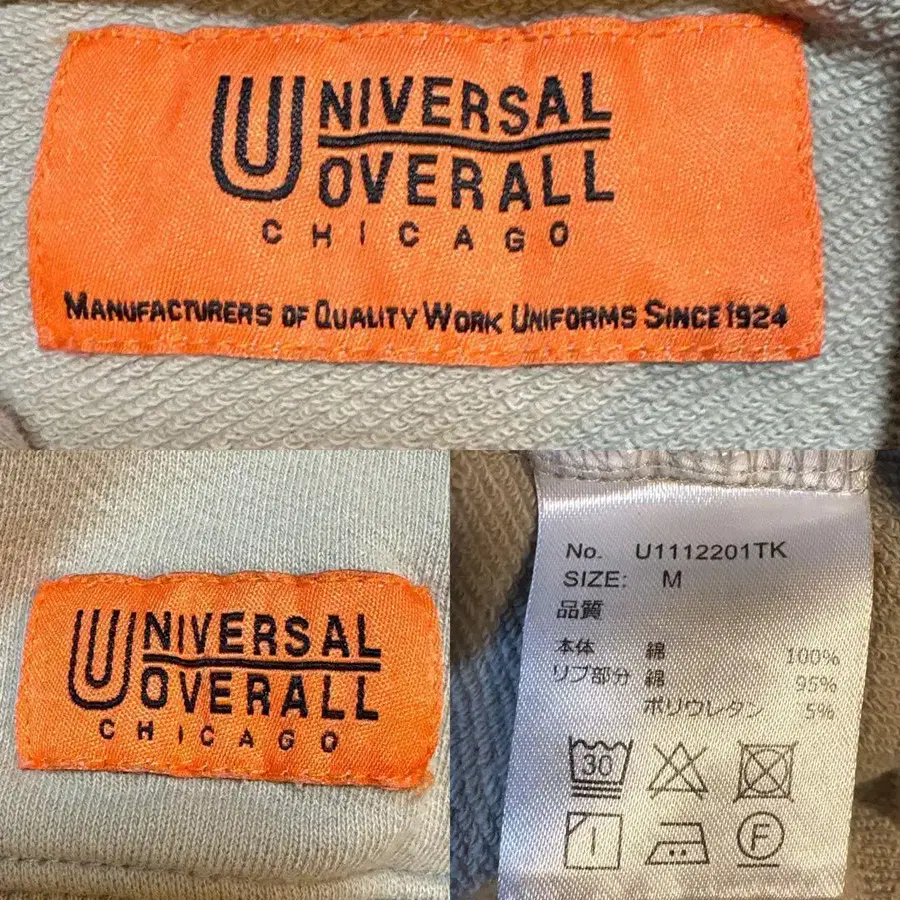 UNIVERSAL
OVERALL
CHICAGO
MANUFACTURERS OF QUALITY WORK UNIFORMS SINCE 1924
UNIVERSAL
OVERALL
CHICAGO
No. U1112201TK
SIZE: M
品質
本体 綿 100%
リブ部分 綿 95%
ポリウレタン 5%
30
F